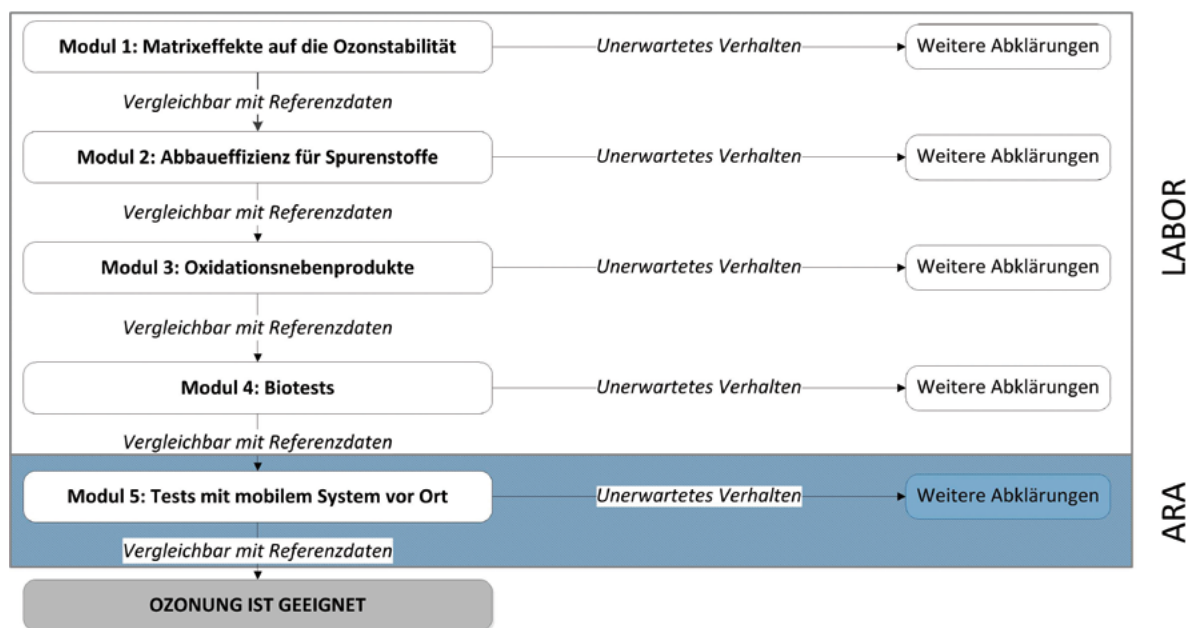 Modul 1: Matrixeffekte auf die Ozonstabilität
Unerwartetes Verhalten
Weitere Abklärungen
Vergleichbar mit Referenzdaten
Modul 2: Abbaueffizienz für Spurenstoffe
Unerwartetes Verhalten
Weitere Abklärungen
Vergleichbar mit Referenzdaten
Modul 3: Oxidationsnebenprodukte
Unerwartetes Verhalten
Weitere Abklärungen
Vergleichbar mit Referenzdaten
Modul 4: Biotests
Unerwartetes Verhalten
Weitere Abklärungen
Vergleichbar mit Referenzdaten
LABOR
Modul 5: Tests mit mobilem System vor Ort
Unerwartetes Verhalten
Weitere Abklärungen
Vergleichbar mit Referenzdaten
ARA
OZONUNG IST GEEIGNET